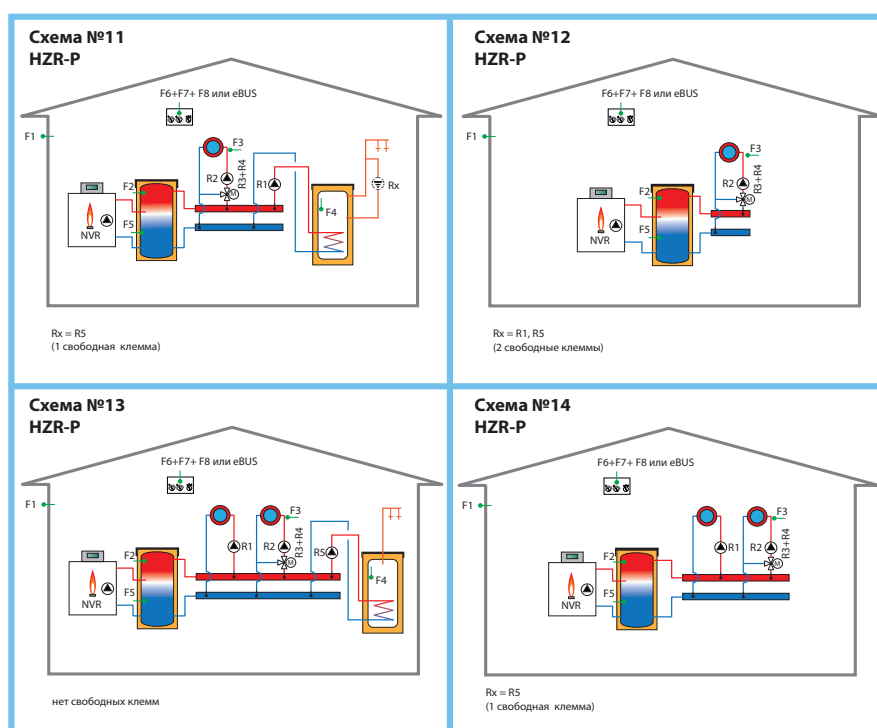 Схема №11
HZR-P
F6+F7+ F8 или eBUS
F1
F3
R2
R3+R4
M
R1
Rx
F2
F4
F5
NVR
Rx = R5
(1 свободная клемма)
Схема №12
HZR-P
F6+F7+ F8 или eBUS
F1
F3
R2
R3+R4
M
F2
F5
NVR
Rx = R1, R5
(2 свободные клеммы)
Схема №13
HZR-P
F6+F7+ F8 или eBUS
F1
F3
R1
R2
R3+R4
M
R5
F2
F4
F5
NVR
нет свободных клемм
Схема №14
HZR-P
F6+F7+ F8 или eBUS
F1
F3
R1
R2
R3+R4
M
F2
F5
NVR
Rx = R5
(1 свободная клемма)